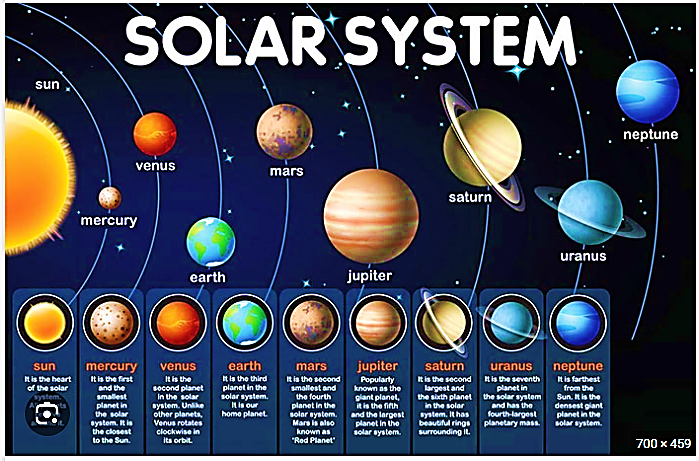 SOLAR SYSTEM
sun
neptune
venus
mars
saturn
mercury
uranus
earth
jupiter
sun
It is the heart
of the solar
system.
mercury
It is the first
and the
smallest
planet in
the solar
system. It is
the closest
to the Sun.
venus
It is the
second planet
in the solar
system. Unlike
other planets,
Venus rotates
clockwise in
its orbit.
earth
It is the third
planet in the
solar system.
It is our
home planet.
mars
It is the second
smallest and
the fourth
planet in the
solar system.
Mars is also
known as
'Red Planet'
jupiter
Popularly
known as the
giant planet,
it is the fifth
and the largest
planet in the
solar system.
saturn
It is the second
largest and
the sixth planet
in the solar
system. It has
beautiful rings
surrounding it.
uranus
It is the seventh
planet in
the solar system
and has the
fourth-largest
planetary mass.
neptune
It is farthest
from the
Sun. It is the
densest giant
planet in the
solar system.
700 × 459